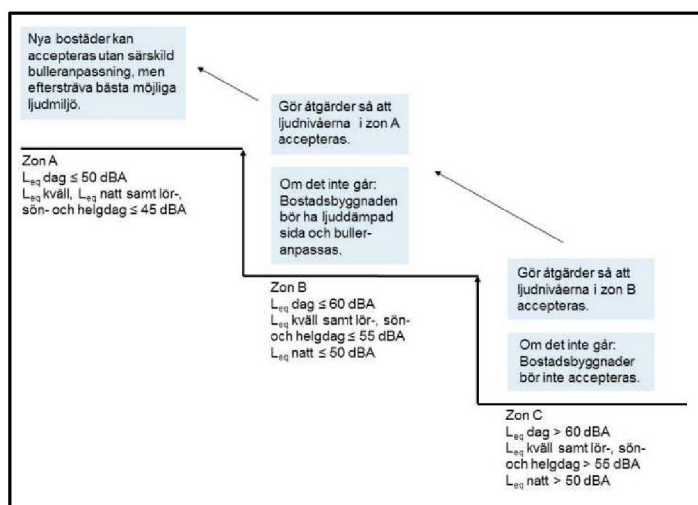 Nya bostäder kan
accepteras utan särskild
bulleranpassning, men
eftersträva bästa möjliga
ljudmiljö.
Gör åtgärder så att
ljudnivåerna i zon A
accepteras.
Zon A
Leq dag ≤ 50 dBA
Leq kväll, Leq natt samt lör-,
sön- och helgdag ≤ 45 dBA
Om det inte går:
Bostadsbyggnaden
bör ha ljuddämpad
sida och buller-
anpassas.
Zon B
Leq dag ≤ 60 dBA
Leq kväll samt lör-, sön-
och helgdag ≤ 55 dBA
Leq natt ≤ 50 dBA
Gör åtgärder så att
ljudnivåerna i zon B
accepteras.
Om det inte går:
Bostadsbyggnader
bör inte accepteras.
Zon C
Leq dag > 60 dBA
Leq kväll samt lör-, sön-
och helgdag > 55 dBA
Leq natt > 50 dBA